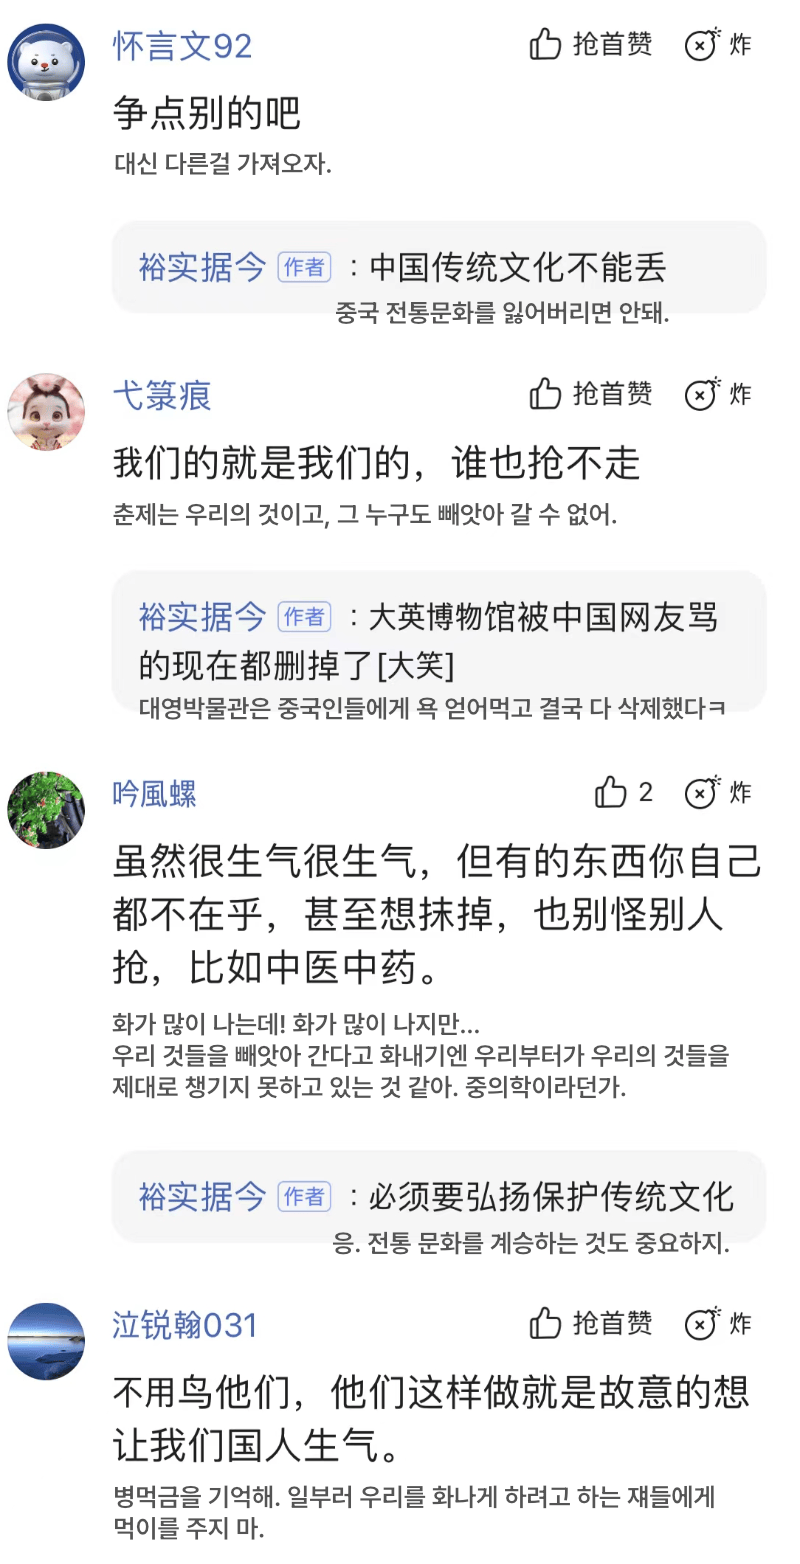 怀言文92
抢首赞 炸
争点别的吧
대신 다른걸 가져오자.
裕实据今 作者 ：中国传统文化不能丢
중국 전통문화를 잃어버리면 안돼.
弋箓痕
抢首赞 炸
我们的就是我们的，谁也抢不走
춘제는 우리의 것이고, 그 누구도 빼앗아 갈 수 없어.
裕实据今 作者 ：大英博物馆被中国网友骂
的现在都删掉了[大笑]
대영박물관은 중국인들에게 욕 얻어먹고 결국 다 삭제했다ㅋ
吟風螺
2 炸
虽然很生气很生气，但有的东西你自己
都不在乎，甚至想抹掉，也别怪别人
抢，比如中医中药。
화가 많이 나는데! 화가 많이 나지만...
우리 것들을 빼앗아 간다고 화내기엔 우리부터가 우리의 것들을
제대로 챙기지 못하고 있는 것 같아. 중의학이라던가.
裕实据今 作者 ：必须要弘扬保护传统文化
응. 전통 문화를 계승하는 것도 중요하지.
泣锐翰031
抢首赞 炸
不用鸟他们，他们这样做就是故意的想
让我们国人生气。
병먹금을 기억해. 일부러 우리를 화나게 하려고 하는 쟤들에게
먹이를 주지 마.